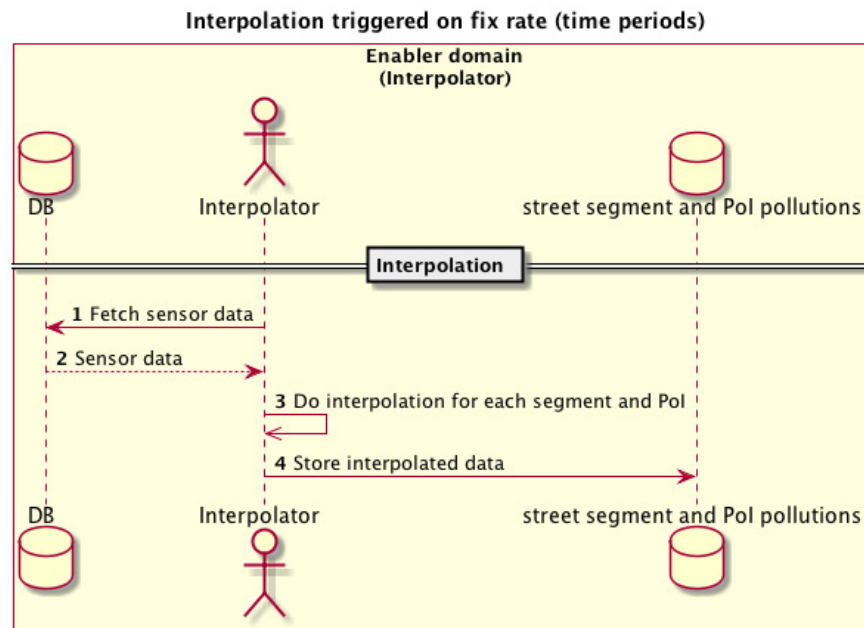 Interpolation triggered on fix rate (time periods)
Enabler domain
(Interpolator)
DB
Interpolator
street segment and PoI pollutions
Interpolation
1 Fetch sensor data
2 Sensor data
3 Do interpolation for each segment and PoI
4 Store interpolated data
DB
Interpolator
street segment and PoI pollutions